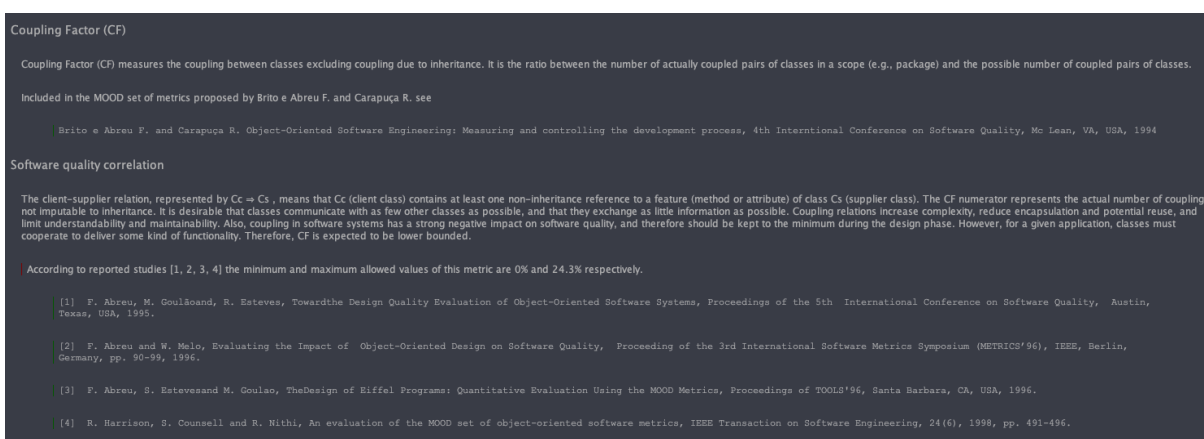 Coupling Factor (CF)
Coupling Factor (CF) measures the coupling between classes excluding coupling due to inheritance. It is the ratio between the number of actually coupled pairs of classes in a scope (e.g., package) and the possible number of coupled pairs of classes.
Included in the MOOD set of metrics proposed by Brito e Abreu F. and Carapuça R. see
Brito e Abreu F. and Carapuça R. Object-Oriented Software Engineering: Measuring and controlling the development process, 4th Interntional Conference on Software Quality, Mc Lean, VA, USA, 1994
Software quality correlation
The client-supplier relation, represented by Cc ⇒ Cs , means that Cc (client class) contains at least one non-inheritance reference to a feature (method or attribute) of class Cs (supplier class). The CF numerator represents the actual number of coupling
not imputable to inheritance. It is desirable that classes communicate with as few other classes as possible, and that they exchange as little information as possible. Coupling relations increase complexity, reduce encapsulation and potential reuse, and
limit understandability and maintainability. Also, coupling in software systems has a strong negative impact on software quality, and therefore should be kept to the minimum during the design phase. However, for a given application, classes must
cooperate to deliver some kind of functionality. Therefore, CF is expected to be lower bounded.
According to reported studies [1, 2, 3, 4] the minimum and maximum allowed values of this metric are 0% and 24.3% respectively.
[1] F. Abreu, M. Goulãoand, R. Esteves, Towardthe Design Quality Evaluation of Object-Oriented Software Systems, Proceedings of the 5th International Conference on Software Quality, Austin,
Texas, USA, 1995.
[2] F. Abreu and W. Melo, Evaluating the Impact of Object-Oriented Design on Software Quality, Proceeding of the 3rd International Software Metrics Symposium (METRICS'96), IEEE, Berlin,
Germany, pp. 90-99, 1996.
[3] F. Abreu, S. Estevesand M. Goulao, TheDesign of Eiffel Programs: Quantitative Evaluation Using the MOOD Metrics, Proceedings of TOOLS'96, Santa Barbara, CA, USA, 1996.
[4] R. Harrison, S. Counsell and R. Nithi, An evaluation of the MOOD set of object-oriented software metrics, IEEE Transaction on Software Engineering, 24(6), 1998, pp. 491-496.